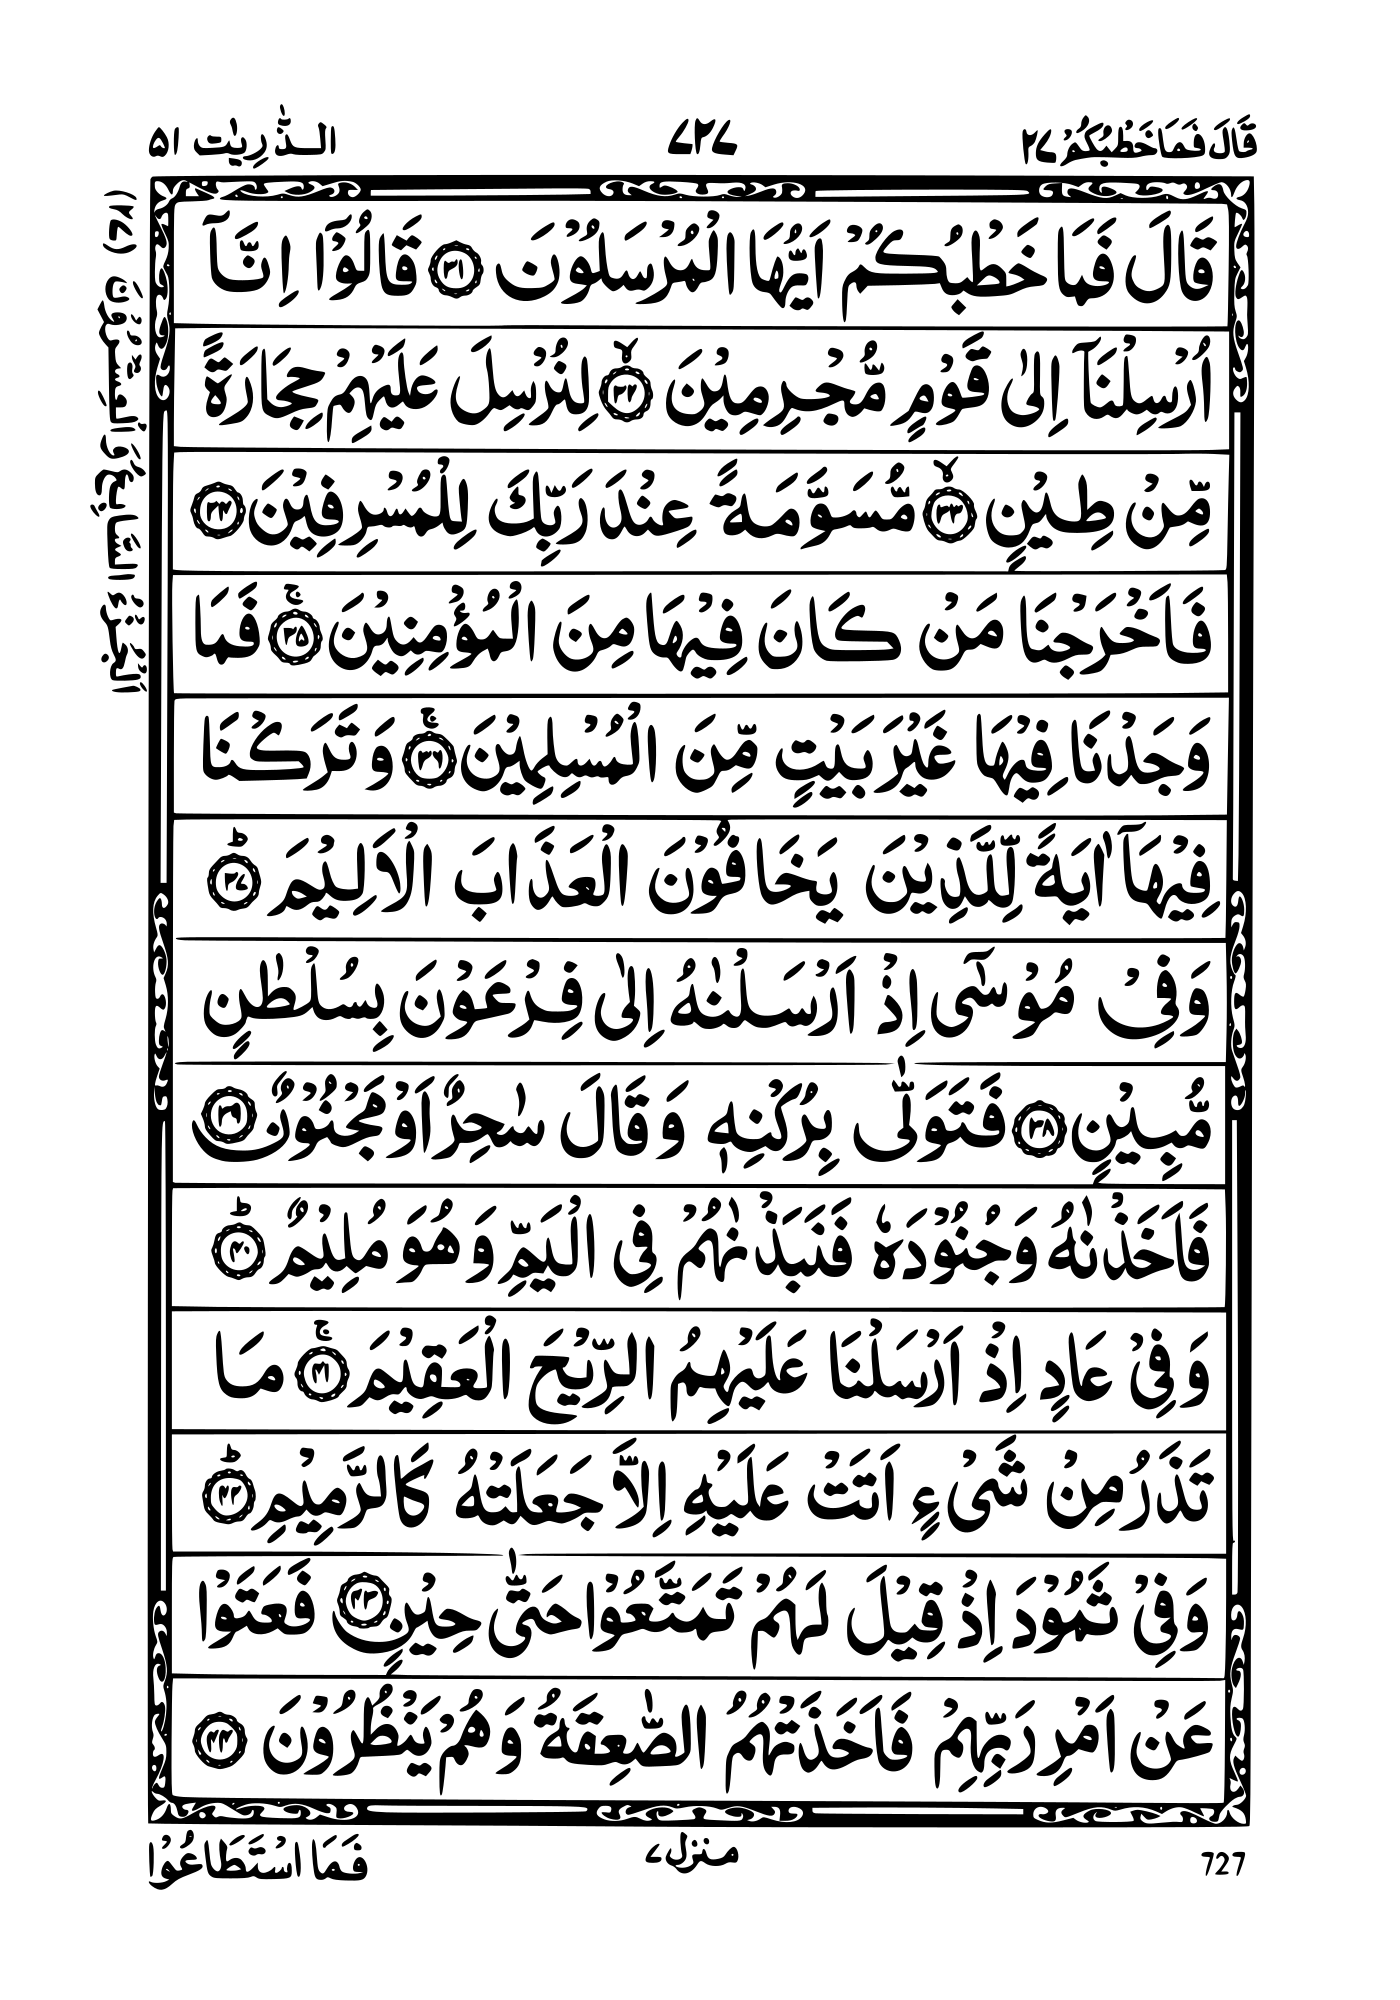 قَالَ فَمَا خَطْبُكُمْ ٢٧
٧٢٧
الذّٰرِيٰت ٥١
اَلْجُزْءُ السَّابِعُ وَالْعِشْرُوْنَ (٢٧)
قَالَ فَمَا خَطْبُكُمْ اَيُّهَا الْمُرْسَلُوْنَ ﴿٣١﴾ قَالُوْٓا اِنَّآ
اُرْسِلْنَآ اِلٰى قَوْمٍ مُّجْرِمِيْنَ ﴿٣٢﴾ۙ لِنُرْسِلَ عَلَيْهِمْ حِجَارَةً
مِّنْ طِيْنٍ ﴿٣٣﴾ۙ مُّسَوَّمَةً عِنْدَ رَبِّكَ لِلْمُسْرِفِيْنَ ﴿٣٤﴾
فَاَخْرَجْنَا مَنْ كَانَ فِيْهَا مِنَ الْمُؤْمِنِيْنَ ﴿٣٥﴾ۚ فَمَا
وَجَدْنَا فِيْهَا غَيْرَ بَيْتٍ مِّنَ الْمُسْلِمِيْنَ ﴿٣٦﴾ۚ وَتَرَكْنَا
فِيْهَآ اٰيَةً لِّلَّذِيْنَ يَخَافُوْنَ الْعَذَابَ الْاَلِيْمَ ﴿٣٧﴾ؕ
وَفِيْ مُوْسٰٓى اِذْ اَرْسَلْنٰهُ اِلٰى فِرْعَوْنَ بِسُلْطٰنٍ
مُّبِيْنٍ ﴿٣٨﴾ فَتَوَلّٰى بِرُكْنِهٖ وَقَالَ سٰحِرٌ اَوْ مَجْنُوْنٌ ﴿٣٩﴾
فَاَخَذْنٰهُ وَجُنُوْدَهٗ فَنَبَذْنٰهُمْ فِى الْيَمِّ وَهُوَ مُلِيْمٌ ﴿٤٠﴾ؕ
وَفِيْ عَادٍ اِذْ اَرْسَلْنَا عَلَيْهِمُ الرِّيْحَ الْعَقِيْمَ ﴿٤١﴾ۚ مَا
تَذَرُ مِنْ شَىْءٍ اَتَتْ عَلَيْهِ اِلَّا جَعَلَتْهُ كَالرَّمِيْمِ ﴿٤٢﴾ؕ
وَفِيْ ثَمُوْدَ اِذْ قِيْلَ لَهُمْ تَمَتَّعُوْا حَتّٰى حِيْنٍ ﴿٤٣﴾ فَعَتَوْا
عَنْ اَمْرِ رَبِّهِمْ فَاَخَذَتْهُمُ الصّٰعِقَةُ وَهُمْ يَنْظُرُوْنَ ﴿٤٤﴾
727
منزل ٧
فَمَا اسْتَطَاعُوْا